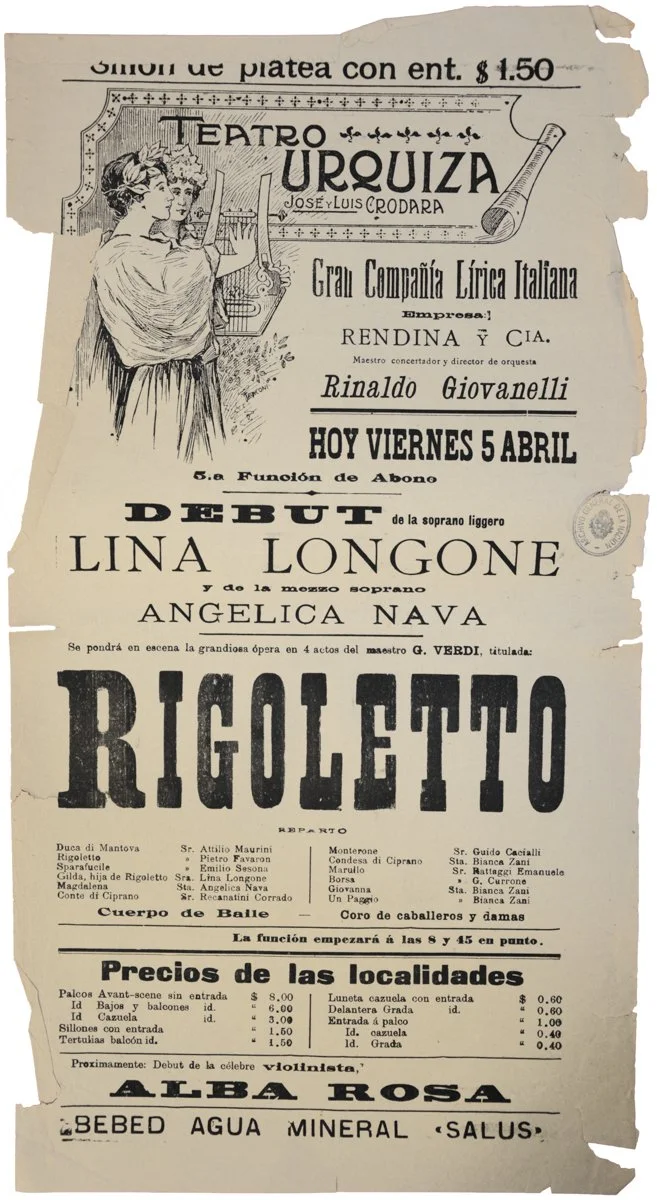 Sillón de platea con ent. $ 1.50
TEATRO
URQUIZA
JOSÉ Y LUIS CRODARA
Gran Compañía Lírica Italiana
Empresa:
RENDINA Y CIA.
Maestro concertador y director de orquesta
Rinaldo Giovanelli
HOY VIERNES 5 ABRIL
5.a Función de Abono
DEBUT de la soprano liggero
LINA LONGONE
y de la mezzo soprano
ANGELICA NAVA
Se pondrá en escena la grandiosa ópera en 4 actos del maestro G. VERDI, titulada:
RIGOLETTO
REPARTO
Duca di Mantova Sr. Attilio Maurini
Rigoletto » Pietro Favaron
Sparafucile » Emilio Sesona
Gilda, hija de Rigoletto Sra. Lina Longone
Magdalena Sta. Angelica Nava
Conte di Ciprano Sr. Recanatini Corrado
Monterone Sr. Guido Cacialli
Condesa di Ciprano Sta. Bianca Zani
Marullo Sr. Rattaggi Emanuele
Borsa » G. Currone
Giovanna Sta. Bianca Zani
Un Paggio » Bianca Zani
Cuerpo de Baile — Coro de caballeros y damas
La función empezará á las 8 y 45 en punto.
Precios de las localidades
Palcos Avant-scene sin entrada $ 8.00
Id Bajos y balcones id. “ 6.00
Id Cazuela id. “ 3.00
Sillones con entrada “ 1.50
Tertulias balcón id. “ 1.50
Luneta cazuela con entrada $ 0.60
Delantera Grada id. “ 0.60
Entrada á palco “ 1.00
Id. cazuela “ 0.40
Id. Grada “ 0.40
Proximamente: Debut de la célebre violinista,
ALBA ROSA
BEBED AGUA MINERAL «SALUS»
ARCHIVO GENERAL DE LA NACION